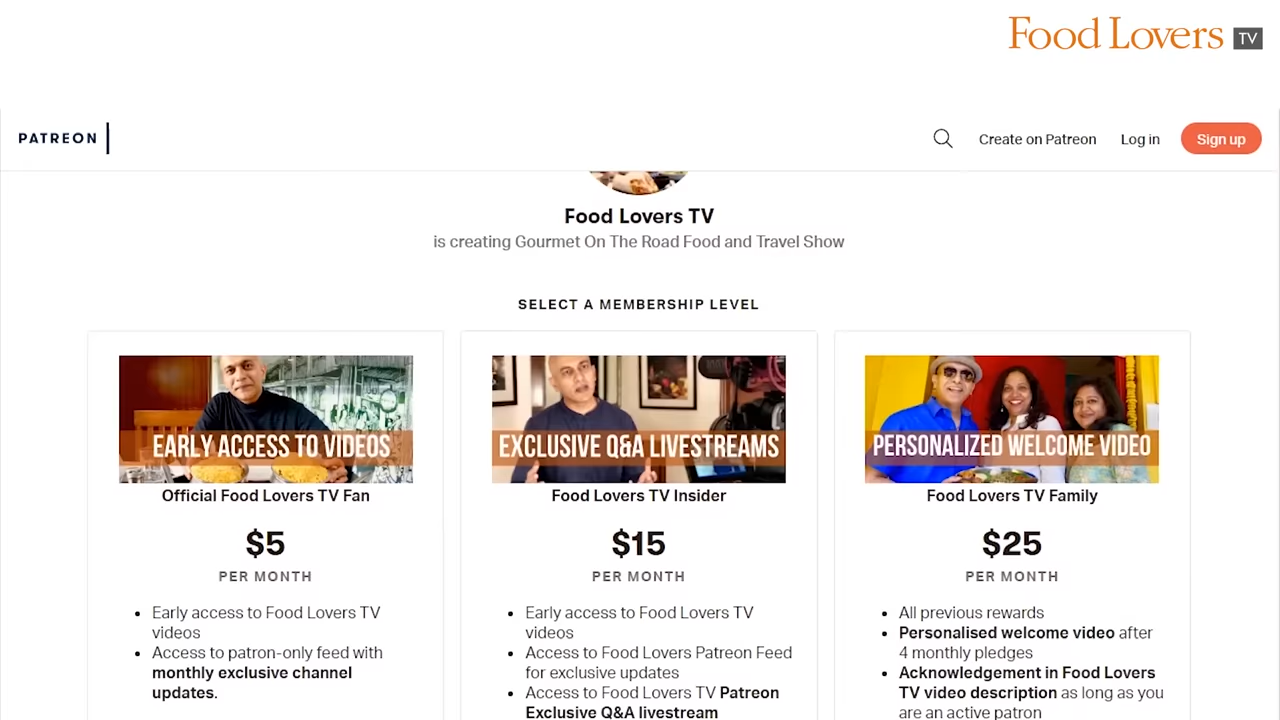 Food Lovers TV
PATREON
Create on Patreon
Log in
Sign up
Food Lovers TV
is creating Gourmet On The Road Food and Travel Show
SELECT A MEMBERSHIP LEVEL
EARLY ACCESS TO VIDEOS
Official Food Lovers TV Fan
$5
PER MONTH
Early access to Food Lovers TV
videos
Access to patron-only feed with
monthly exclusive channel
updates.
EXCLUSIVE Q&A LIVESTREAMS
Food Lovers TV Insider
$15
PER MONTH
Early access to Food Lovers TV
videos
Access to Food Lovers Patreon Feed
for exclusive updates
Access to Food Lovers TV Patreon
Exclusive Q&A livestream
PERSONALIZED WELCOME VIDEO
Food Lovers TV Family
$25
PER MONTH
All previous rewards
Personalised welcome video after
4 monthly pledges
Acknowledgement in Food Lovers
TV video description as long as you
are an active patron